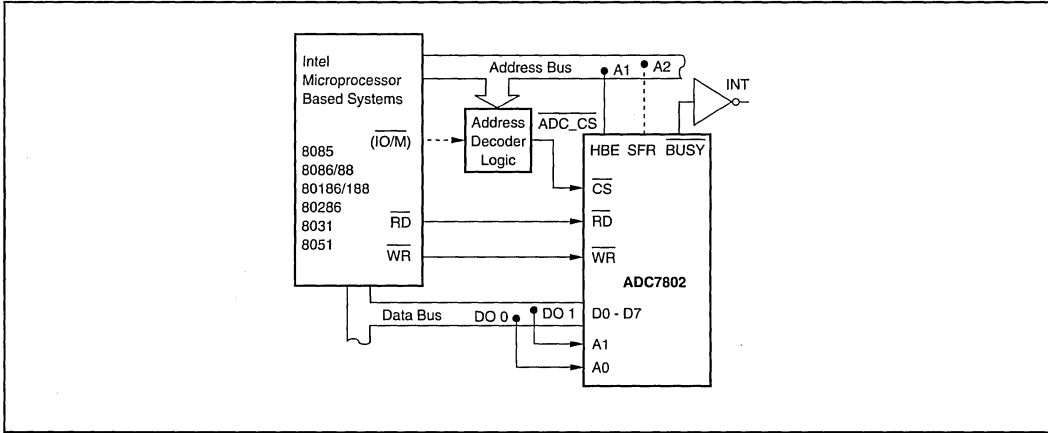 Intel
Microprocessor
Based Systems
(IO/M)
8085
8086/88
80186/188
80286
8031
8051
RD
WR
Address Bus
A1
A2
INT
Address
Decoder
Logic
ADC_CS
HBE SFR BUSY
CS
RD
WR
ADC7802
Data Bus
DO 0
DO 1
D0 - D7
A1
A0